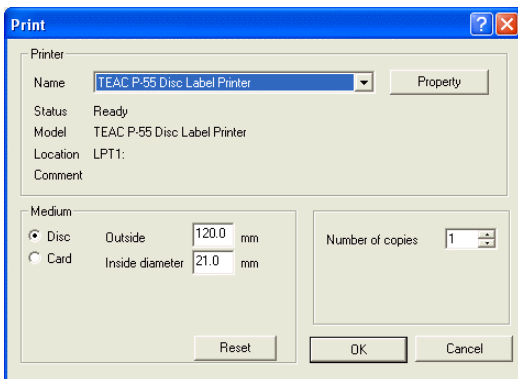 Print
Printer
Name TEAC P-55 Disc Label Printer Property
Status Ready
Model TEAC P-55 Disc Label Printer
Location LPT1:
Comment
Medium
Disc Outside 120.0 mm
Card Inside diameter 21.0 mm
Reset
Number of copies 1
OK Cancel